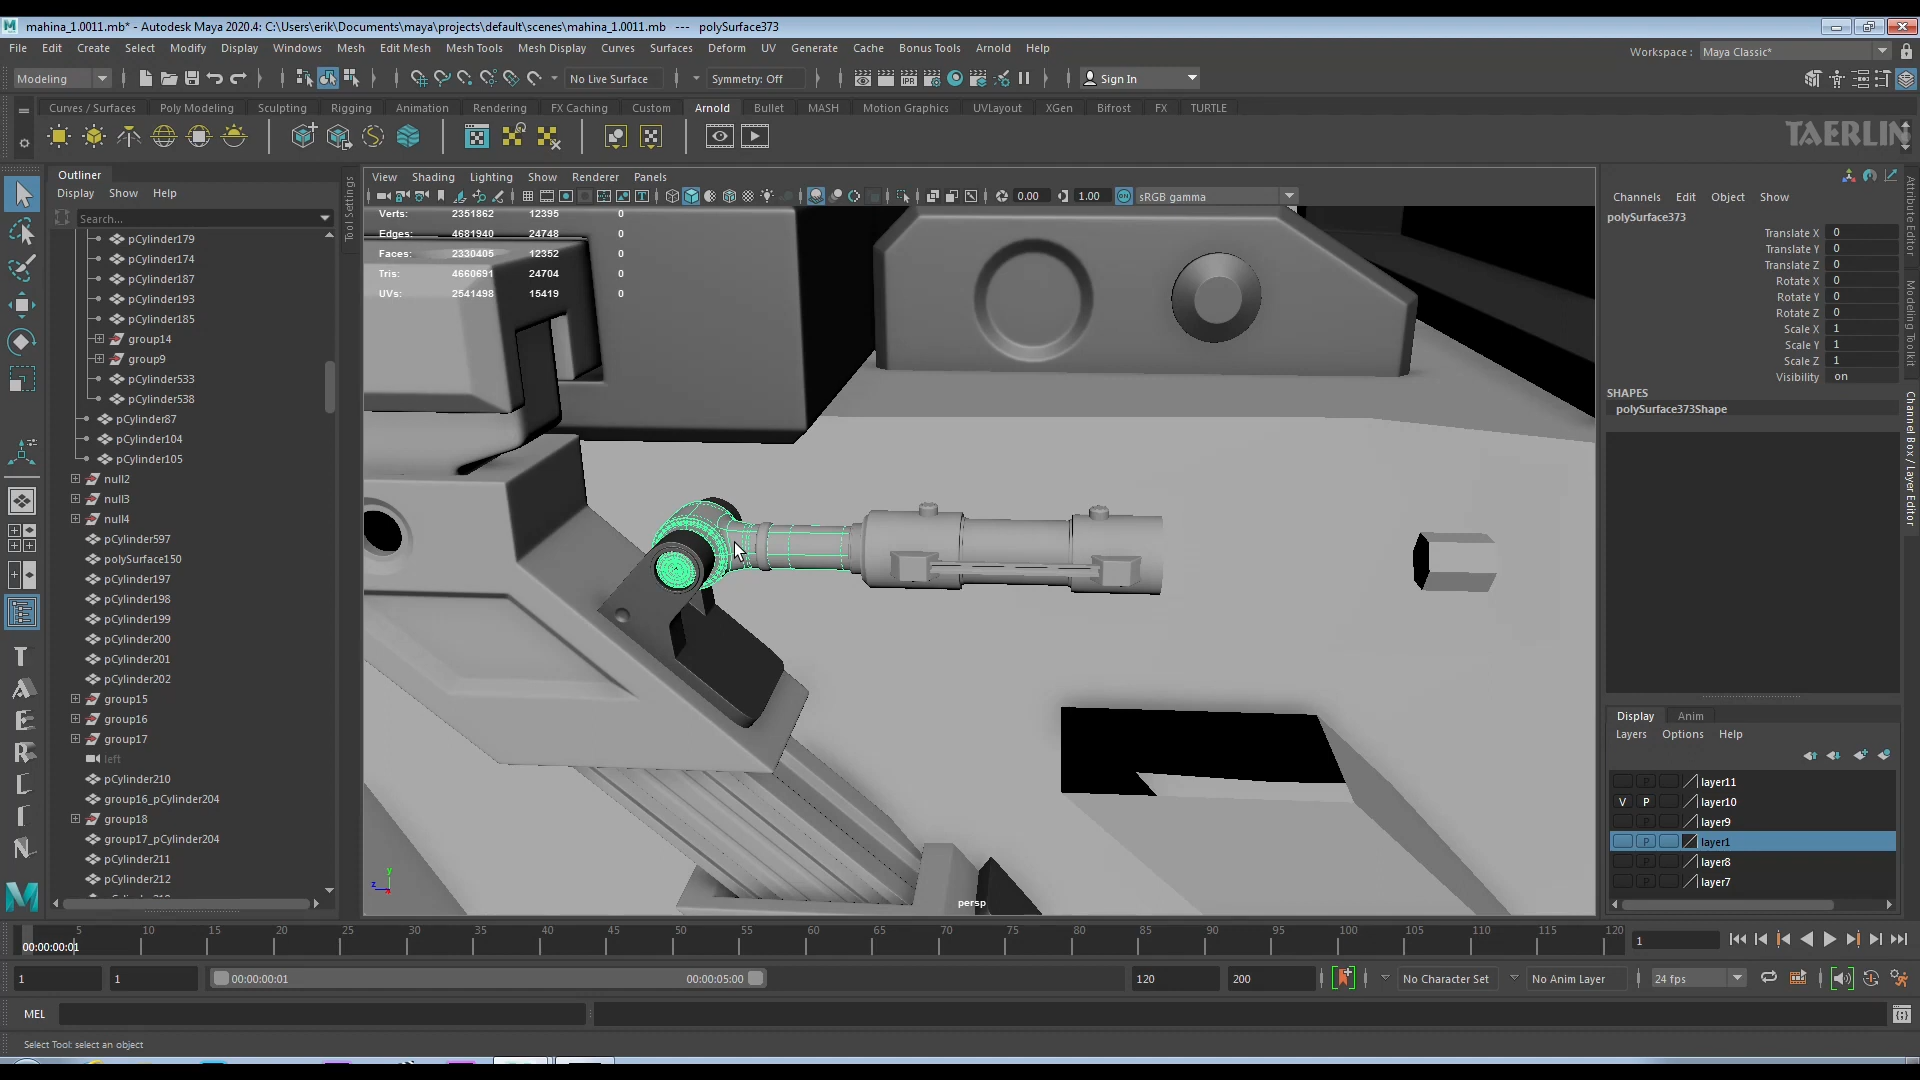 mahina_1.0011.mb* - Autodesk Maya 2020.4: C:\Users\erik\Documents\maya\projects\default\scenes\mahina_1.0011.mb --- polySurface373
File Edit Create Select Modify Display Windows Mesh Edit Mesh Mesh Tools Mesh Display Curves Surfaces Deform UV Generate Cache Bonus Tools Arnold Help
Workspace : Maya Classic*
Modeling
No Live Surface
Symmetry: Off
IPR
Sign In
Curves / Surfaces Poly Modeling Sculpting Rigging Animation Rendering FX Caching Custom Arnold Bullet MASH Motion Graphics UVLayout XGen Bifrost FX TURTLE
TAERLIN
Outliner
Display Show Help
Search...
pCylinder179
pCylinder174
pCylinder187
pCylinder193
pCylinder185
group14
group9
pCylinder533
pCylinder538
pCylinder87
pCylinder104
pCylinder105
null2
null3
null4
pCylinder597
polySurface150
pCylinder197
pCylinder198
pCylinder199
pCylinder200
pCylinder201
pCylinder202
group15
group16
group17
left
pCylinder210
group16_pCylinder204
group18
group17_pCylinder204
pCylinder211
pCylinder212
Tool Settings
View Shading Lighting Show Renderer Panels
0.00
1.00
ON
sRGB gamma
Verts: 2351862 12395 0
Edges: 4681940 24748 0
Faces: 2330405 12352 0
Tris: 4660691 24704 0
UVs: 2541498 15419 0
y
z
persp
Channels Edit Object Show
polySurface373
Translate X 0
Translate Y 0
Translate Z 0
Rotate X 0
Rotate Y 0
Rotate Z 0
Scale X 1
Scale Y 1
Scale Z 1
Visibility on
SHAPES
polySurface373Shape
Attribute Editor
Modeling Toolkit
Channel Box / Layer Editor
Display Anim
Layers Options Help
P layer11
V P layer10
P layer9
P layer1
P layer8
P layer7
5 10 15 20 25 30 35 40 45 50 55 60 65 70 75 80 85 90 95 100 105 110 115 120
00:00:00:01
1
1
1
00:00:00:01
00:00:05:00
120
200
No Character Set
No Anim Layer
24 fps
MEL
Select Tool: select an object